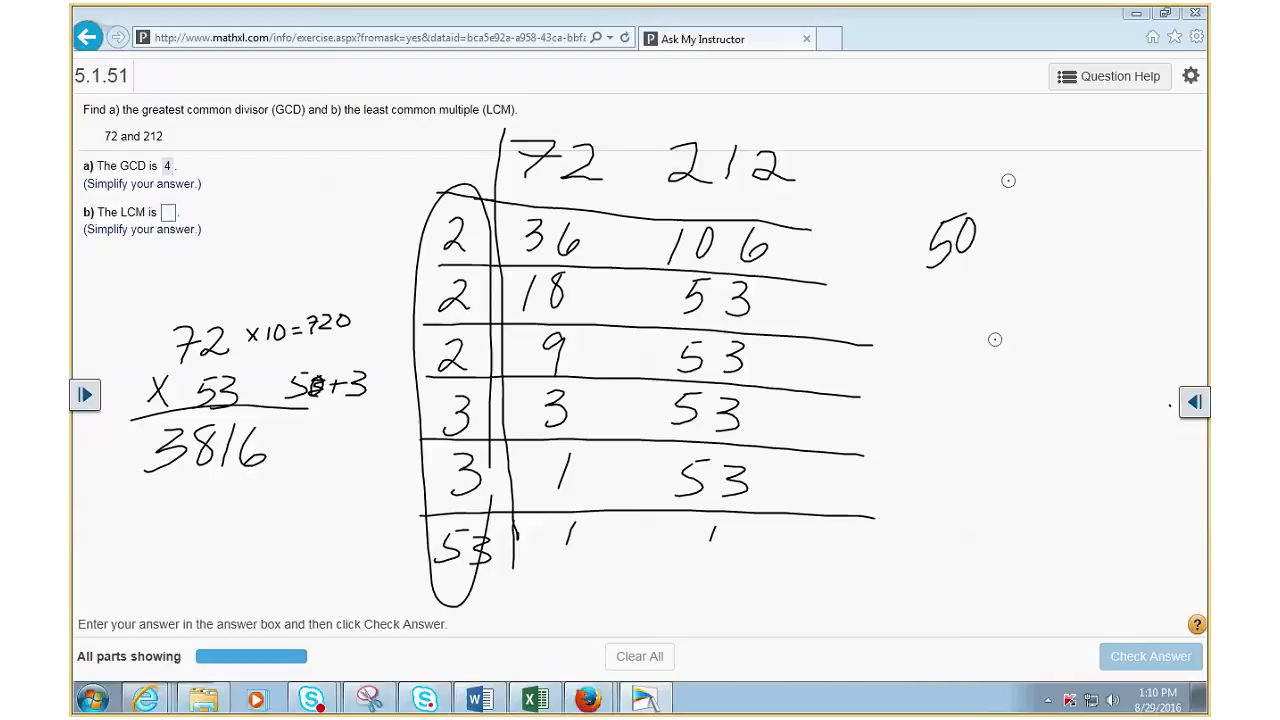 http://www.mathxl.com/info/exercise.aspx?fromask=yes&dataid=bca5e92a-a958-43ca-bbfa
P Ask My Instructor
5.1.51
Question Help
Find a) the greatest common divisor (GCD) and b) the least common multiple (LCM).
72 and 212
a) The GCD is 4.
(Simplify your answer.)
b) The LCM is .
(Simplify your answer.)
72 212
2 36 106
2 18 53
2 9 53
3 3 53
3 1 53
53 1 1
50
72 x10=720
X 53 50+3
3816
Enter your answer in the answer box and then click Check Answer.
?
All parts showing
Clear All
Check Answer
1:10 PM
8/29/2016